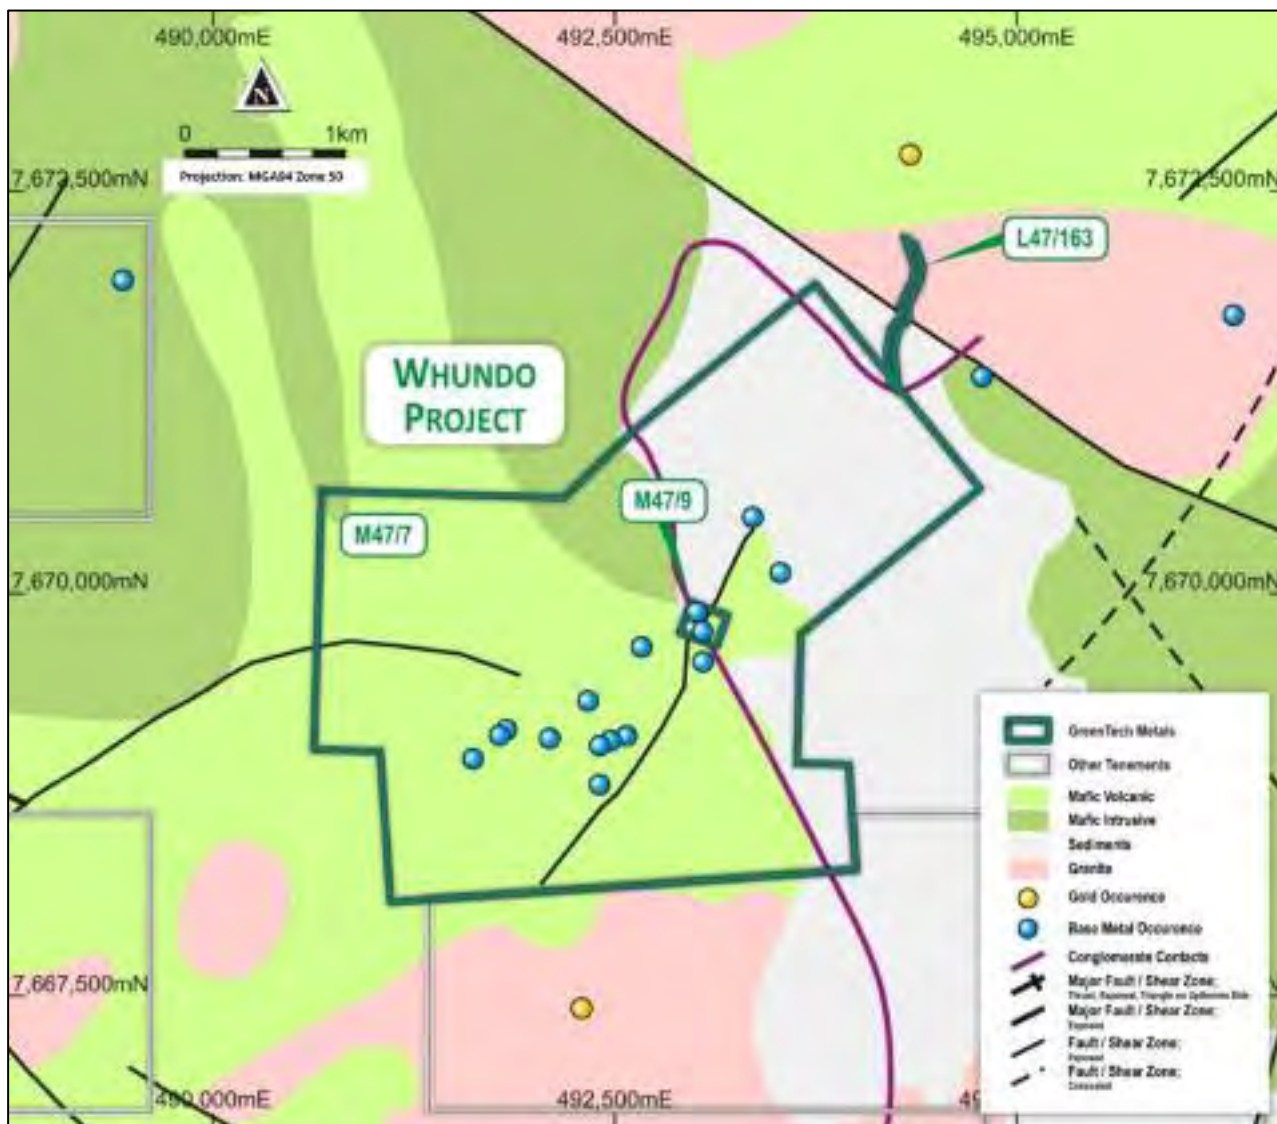 490,000mE
492,500mE
495,000mE
N
0 1km
Projection: MGA94 Zone 50
7,672,500mN
7,672,500mN
L47/163
WHUNDO
PROJECT
M47/9
M47/7
7,670,000mN
7,670,000mN
GreenTech Metals
Other Tenements
Mafic Volcanic
Mafic Intrusive
Sediments
Granite
Gold Occurence
Base Metal Occurence
Conglomerate Contacts
Major Fault / Shear Zone;
Major Fault / Shear Zone;
Exposed
Fault / Shear Zone;
Exposed
Fault / Shear Zone;
Concealed
7,667,500mN
490,000mE
492,500mE